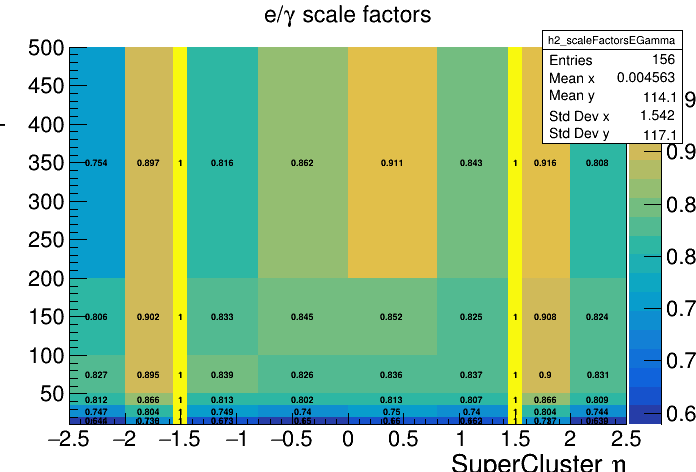 e/γ scale factors
h2_scaleFactorsEGamma
Entries 156
Mean x 0.004563
Mean y 114.1
Std Dev x 1.542
Std Dev y 117.1
500
450
400
350
300
250
200
150
100
50
0.754 0.897 1 0.816 0.862 0.911 0.843 1 0.916 0.808
0.806 0.902 1 0.833 0.845 0.852 0.825 1 0.908 0.824
0.827 0.895 1 0.839 0.826 0.836 0.837 1 0.9 0.831
0.812 0.866 1 0.813 0.802 0.813 0.807 1 0.866 0.809
0.747 0.804 1 0.749 0.74 0.75 0.74 1 0.804 0.744
9
0.9
0.8
0.8
0.7
0.7
0.6
−2.5 −2 −1.5 −1 −0.5 0 0.5 1 1.5 2 2.5
SuperCluster η